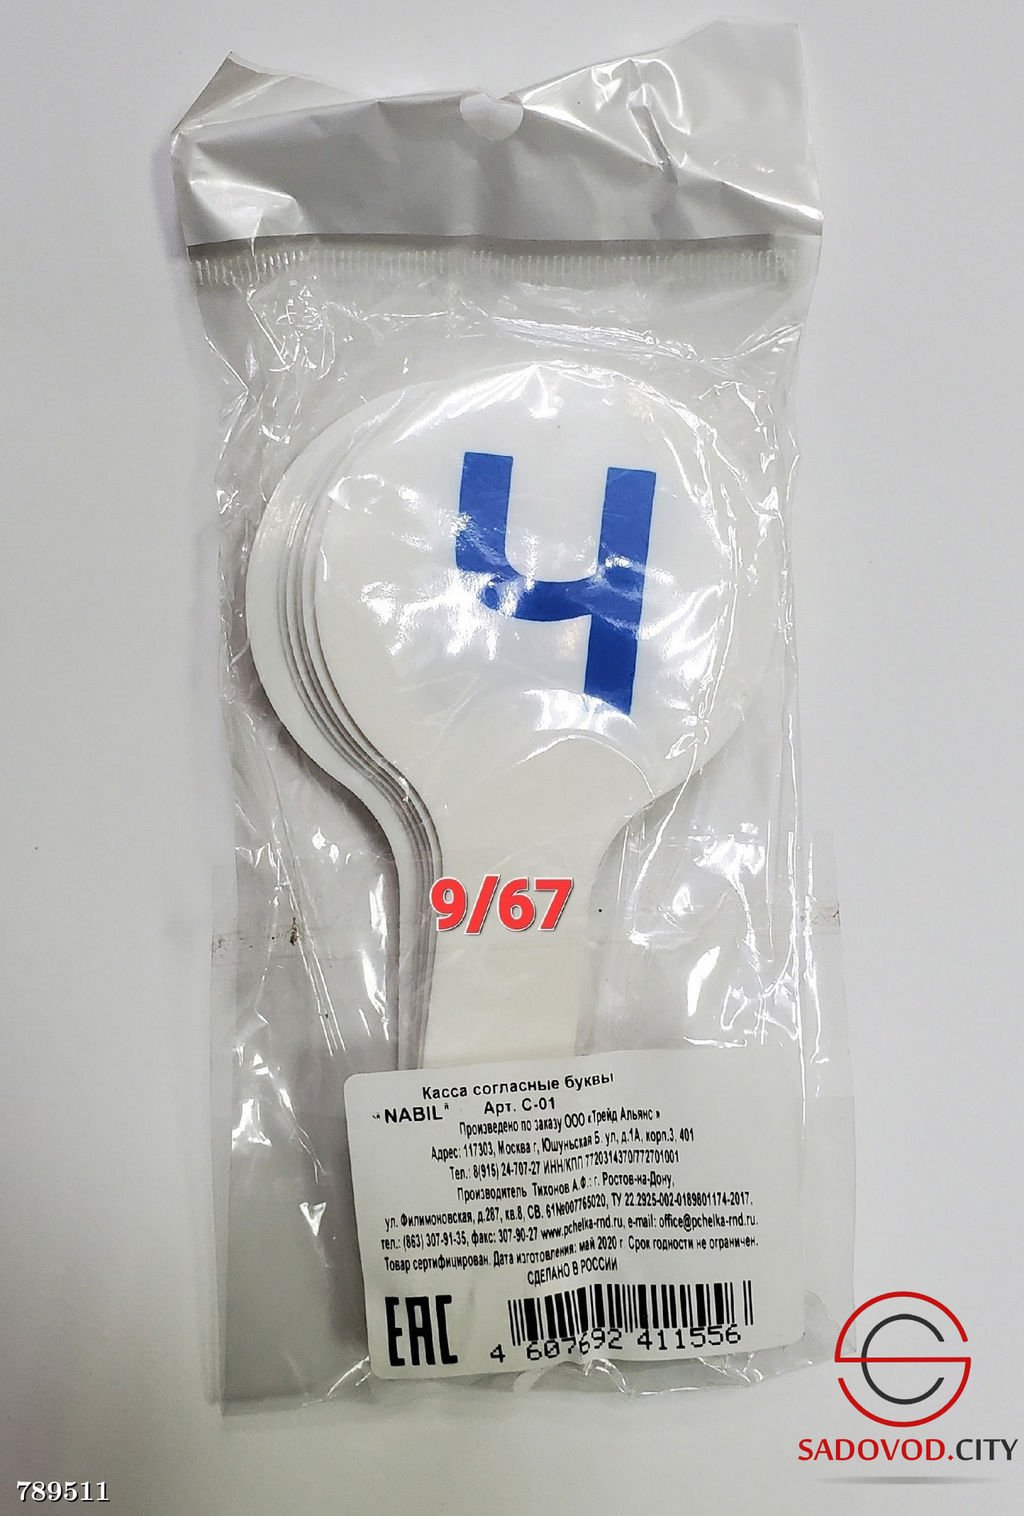 Ч
9/67
Касса согласные буквы
"NABIL" Арт. С-01
Произведено по заказу ООО «Трейд Альянс »
Адрес: 117303, Москва г, Юшуньская Б. ул, д.1А, корп.3, 401
Тел.: 8(915) 24-707-27 ИНН/КПП 7720314370/772701001
Производитель Тихонов А.Ф.: г. Ростов-на-Дону,
ул. Филимоновская, д.287, кв.8, СВ. 61№007765020, ТУ 22.2925-002-0189801174-2017,
тел.: (863) 307-91-35, факс: 307-90-27 www.pchelka-rnd.ru, e-mail: office@pchelka-rnd.ru.
Товар сертифицирован. Дата изготовления: май 2020 г. Срок годности не ограничен.
СДЕЛАНО В РОССИИ
EAC
4 607692 411556
SADOVOD.CITY
789511